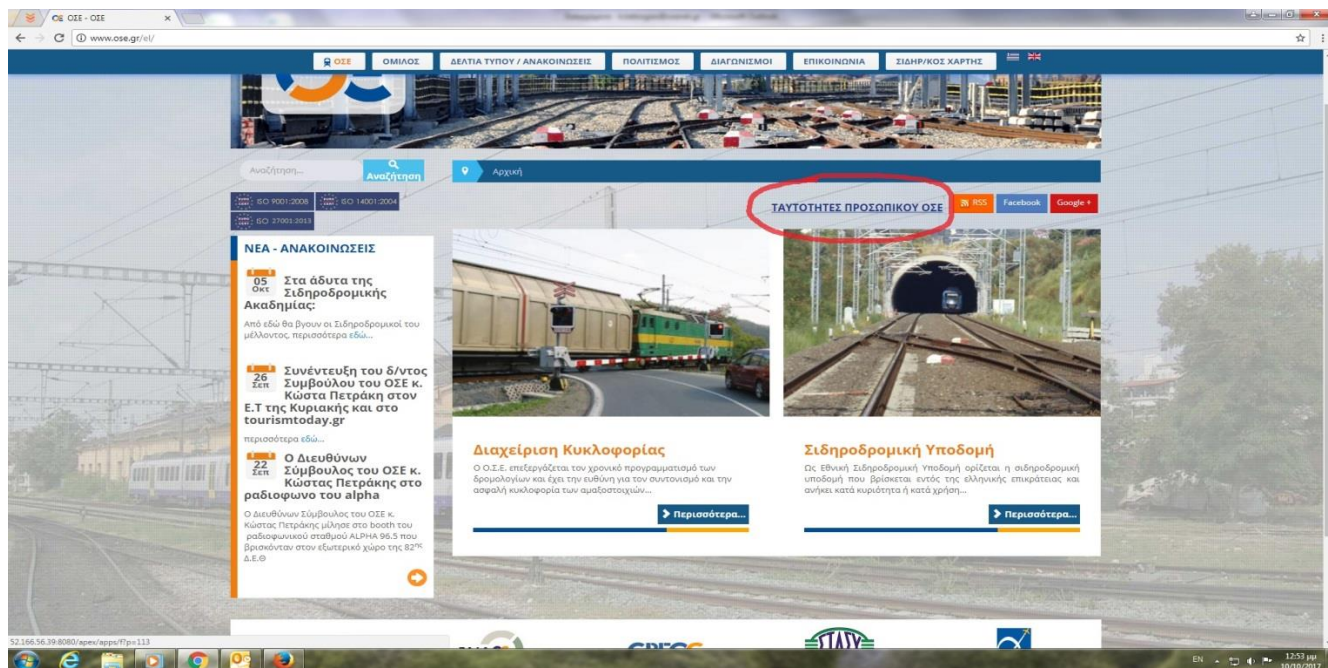 ΟΣΕ - ΟΣΕ
www.ose.gr/el/
ΟΣΕ
ΟΜΙΛΟΣ
ΔΕΛΤΙΑ ΤΥΠΟΥ / ΑΝΑΚΟΙΝΩΣΕΙΣ
ΠΟΛΙΤΙΣΜΟΣ
ΔΙΑΓΩΝΙΣΜΟΙ
ΕΠΙΚΟΙΝΩΝΙΑ
ΣΙΔΗΡ/ΚΟΣ ΧΑΡΤΗΣ
Αναζήτηση...
Αναζήτηση
Αρχική
ISO 9001:2008
ISO 14001:2004
ISO 27001:2013
ΤΑΥΤΟΤΗΤΕΣ ΠΡΟΣΩΠΙΚΟΥ ΟΣΕ
RSS
Facebook
Google +
ΝΕΑ - ΑΝΑΚΟΙΝΩΣΕΙΣ
05
Οκτ
Στα άδυτα της
Σιδηροδρομικής
Ακαδημίας:
Από εδώ θα βγουν οι Σιδηροδρομικοί του
μέλλοντος, περισσότερα εδώ...
26
Σεπ
Συνέντευξη του δ/ντος
Συμβούλου του ΟΣΕ κ.
Κώστα Πετράκη στον
Ε.Τ της Κυριακής και στο
tourismtoday.gr
περισσότερα εδώ...
22
Σεπ
Ο Διευθύνων
Σύμβουλος του ΟΣΕ κ.
Κώστας Πετράκης στο
ραδιοφωνο του alpha
Ο Διευθύνων Σύμβουλος του ΟΣΕ κ.
Κώστας Πετράκης μίλησε στο booth του
ραδιοφωνικού σταθμού ALPHA 96.5 που
βρισκόνταν στον εξωτερικό χώρο της 82ης
Δ.Ε.Θ
Διαχείριση Κυκλοφορίας
Ο Ο.Σ.Ε. επεξεργάζεται τον χρονικό προγραμματισμό των
δρομολογίων και έχει την ευθύνη για τον συντονισμό και την
ασφαλή κυκλοφορία των αμαξοστοιχιών...
Περισσότερα...
Σιδηροδρομική Υποδομή
Ως Εθνική Σιδηροδρομική Υποδομή ορίζεται η σιδηροδρομική
υποδομή που βρίσκεται εντός της ελληνικής επικράτειας και
ανήκει κατά κυριότητα ή κατά χρήση...
Περισσότερα...
52.166.56.39:8080/apex/apps/f?p=113
EN
12:53 μμ
10/10/2017